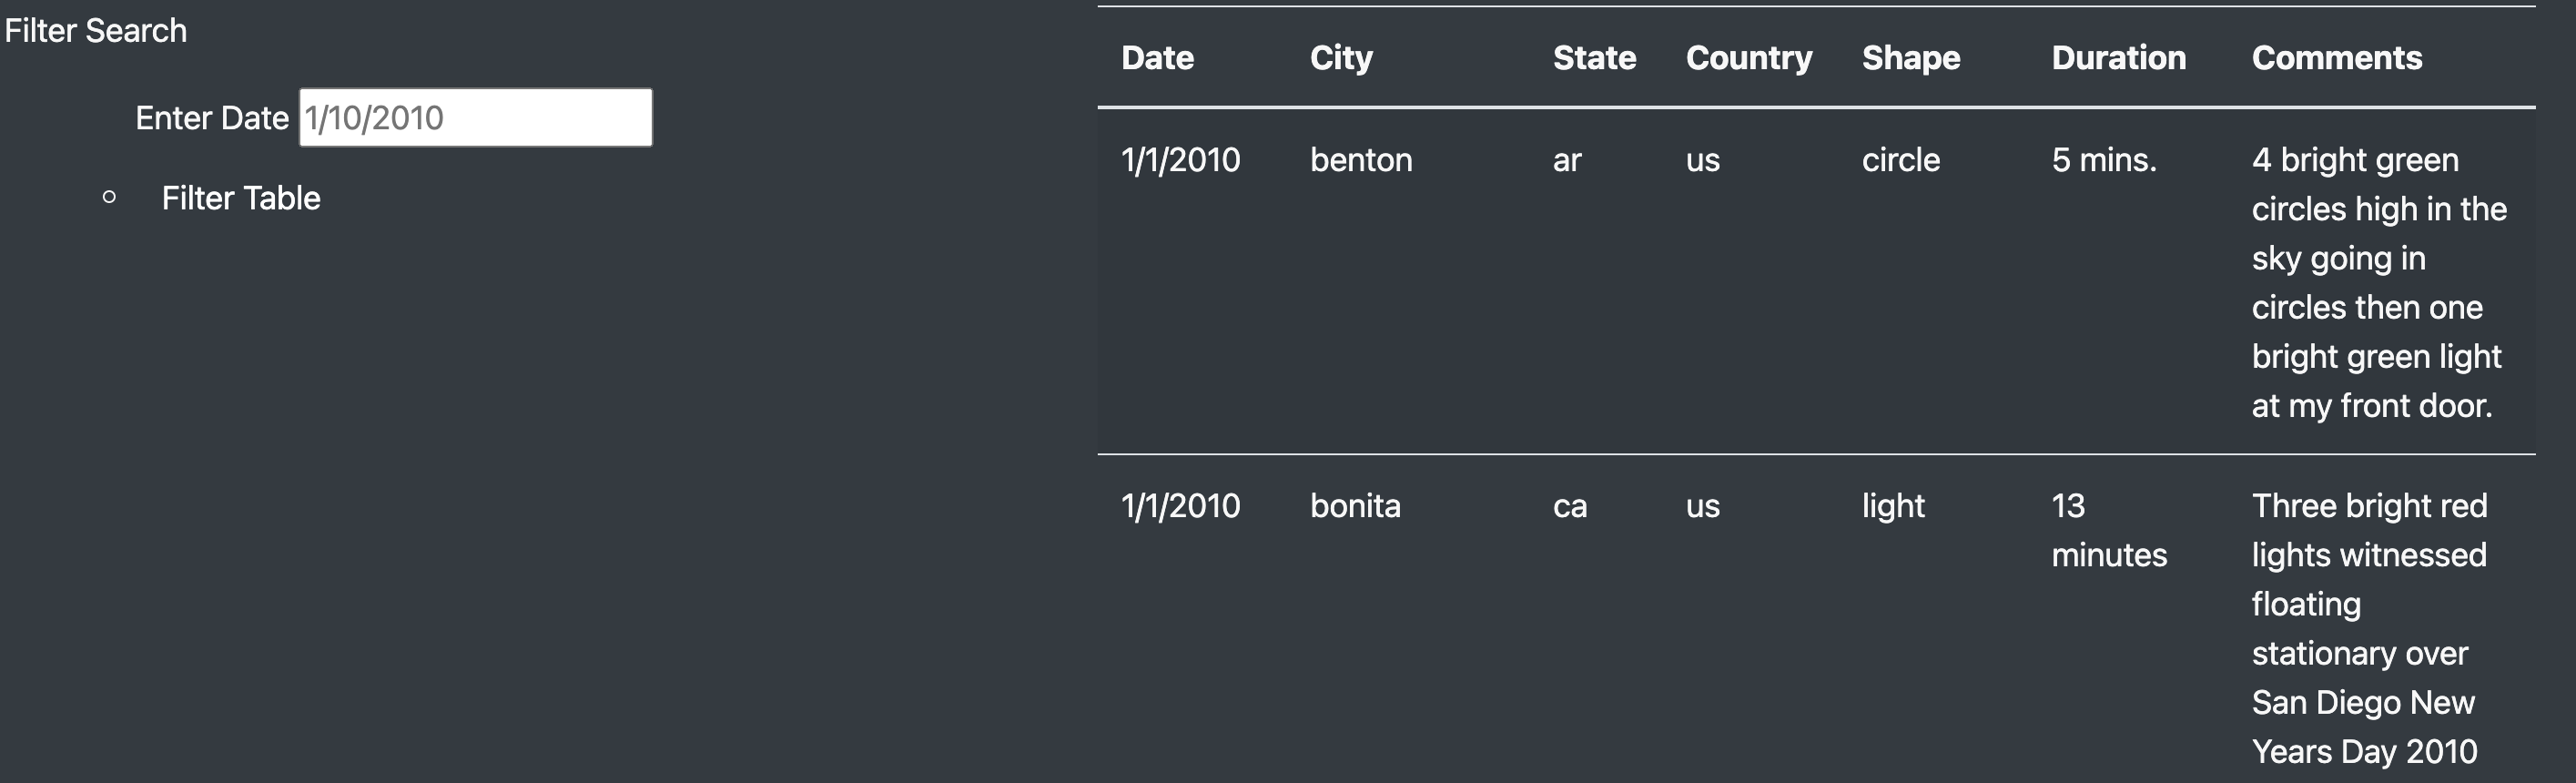 Filter Search
Enter Date 1/10/2010
Filter Table
Date City State Country Shape Duration Comments
1/1/2010 benton ar us circle 5 mins. 4 bright green
circles high in the
sky going in
circles then one
bright green light
at my front door.
1/1/2010 bonita ca us light 13 Three bright red
minutes lights witnessed
floating
stationary over
San Diego New
Years Day 2010